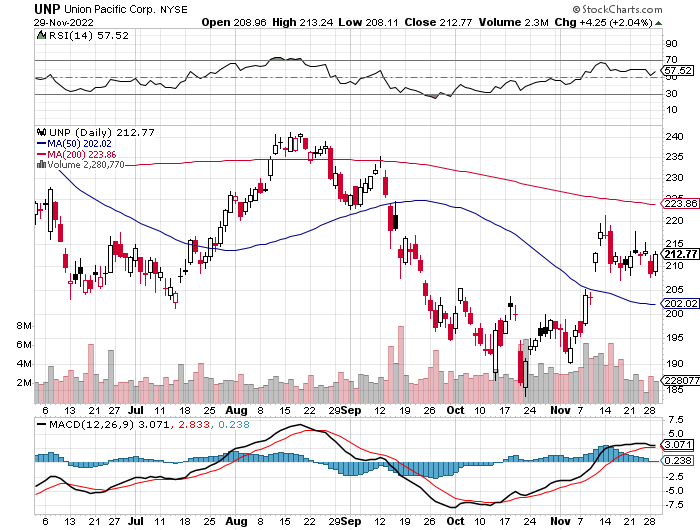 UNP Union Pacific Corp. NYSE © StockCharts.com
29-Nov-2022 Open 208.96 High 213.24 Low 208.11 Close 212.77 Volume 2.3M Chg +4.25 (+2.04%)
RSI(14) 57.52
90
70
57.52
50
30
10
UNP (Daily) 212.77
MA(50) 202.02
MA(200) 223.86
Volume 2,280,770
240
235
230
225
223.86
220
215
212.77
210
205
202.02
200
195
190
185
8M
6M
4M
2M
228077
6 13 21 27 Jul 11 18 25 Aug 8 15 22 29 Sep 12 19 26 Oct 10 17 24 Nov 7 14 21 28
MACD(12,26,9) 3.071, 2.833, 0.238
7.5
5.0
3.071
0.238
-2.5
-5.0
-7.5
6 13 21 27 Jul 11 18 25 Aug 8 15 22 29 Sep 12 19 26 Oct 10 17 24 Nov 7 14 21 28